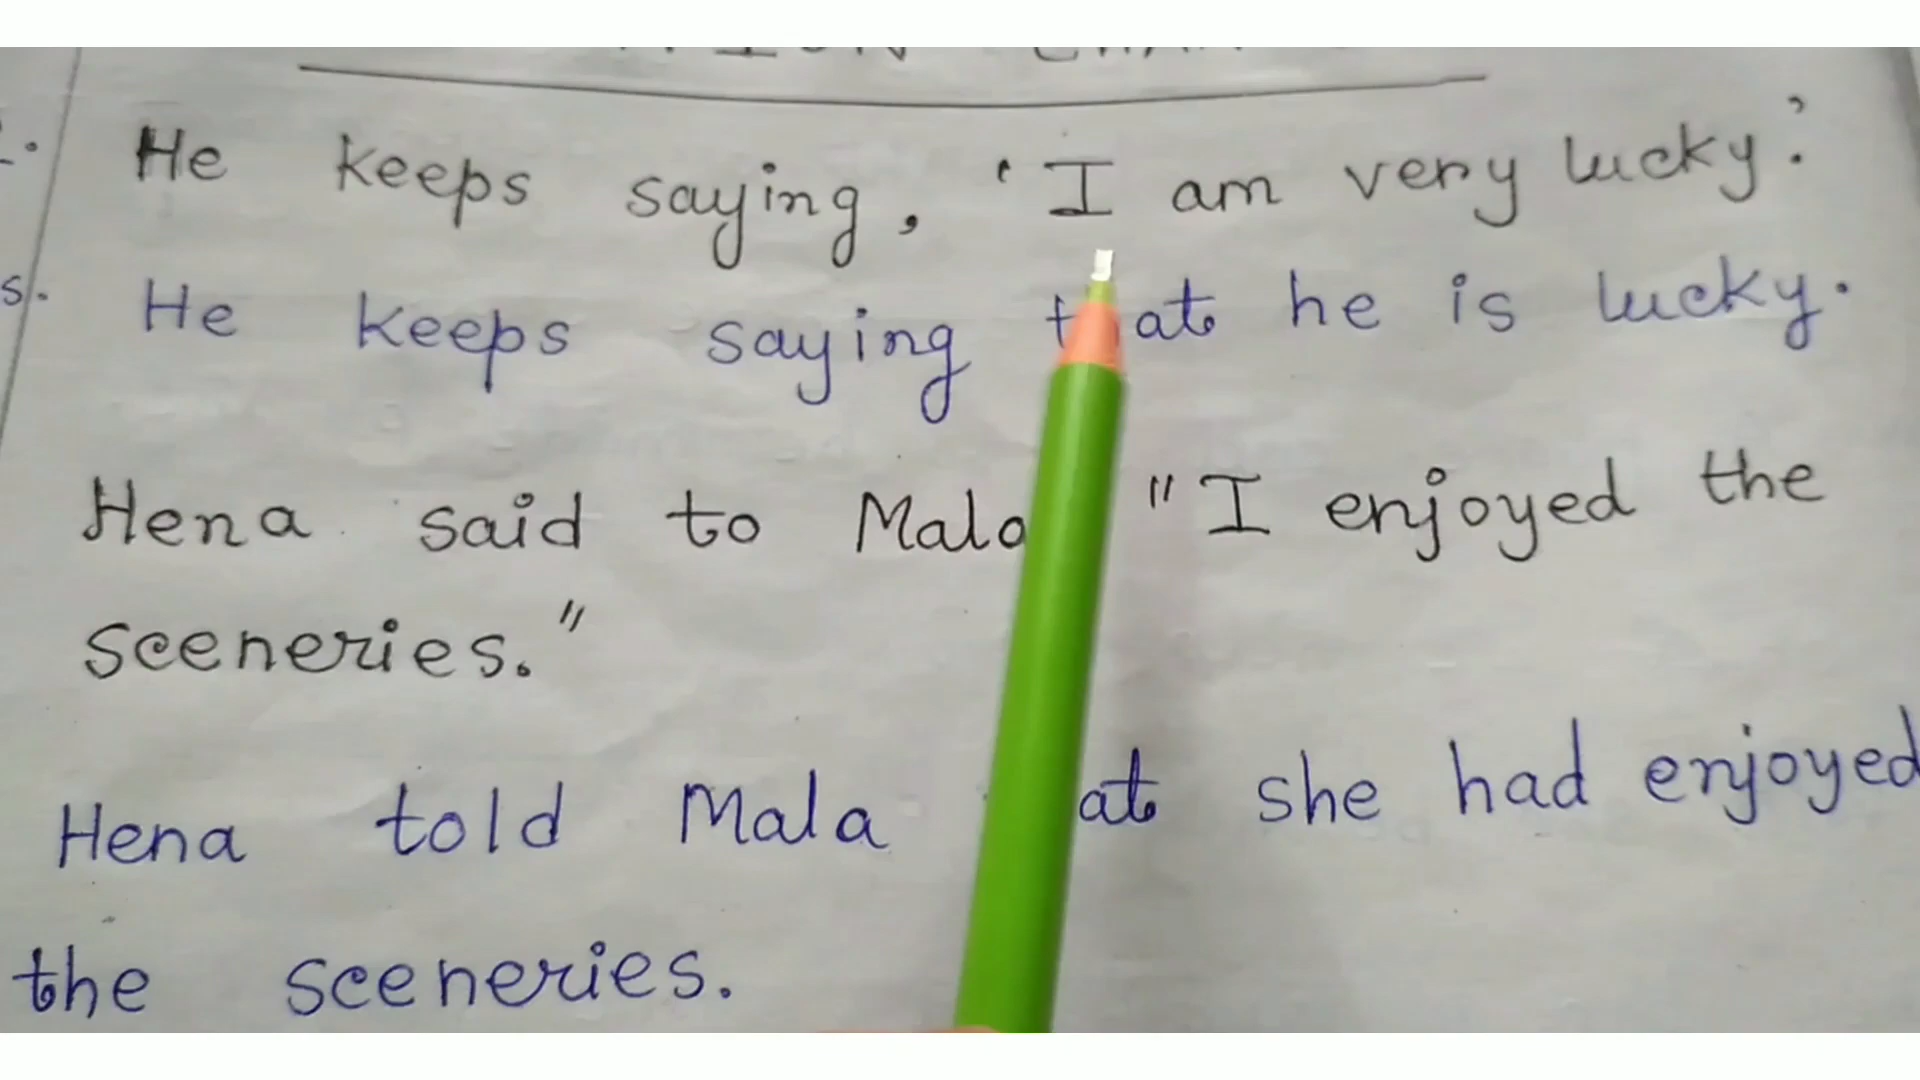 He keeps saying, 'I am very lucky.'
s. He keeps saying that he is lucky.
Hena said to Mala "I enjoyed the
sceneries."
Hena told Mala she had enjoyed
the sceneries.